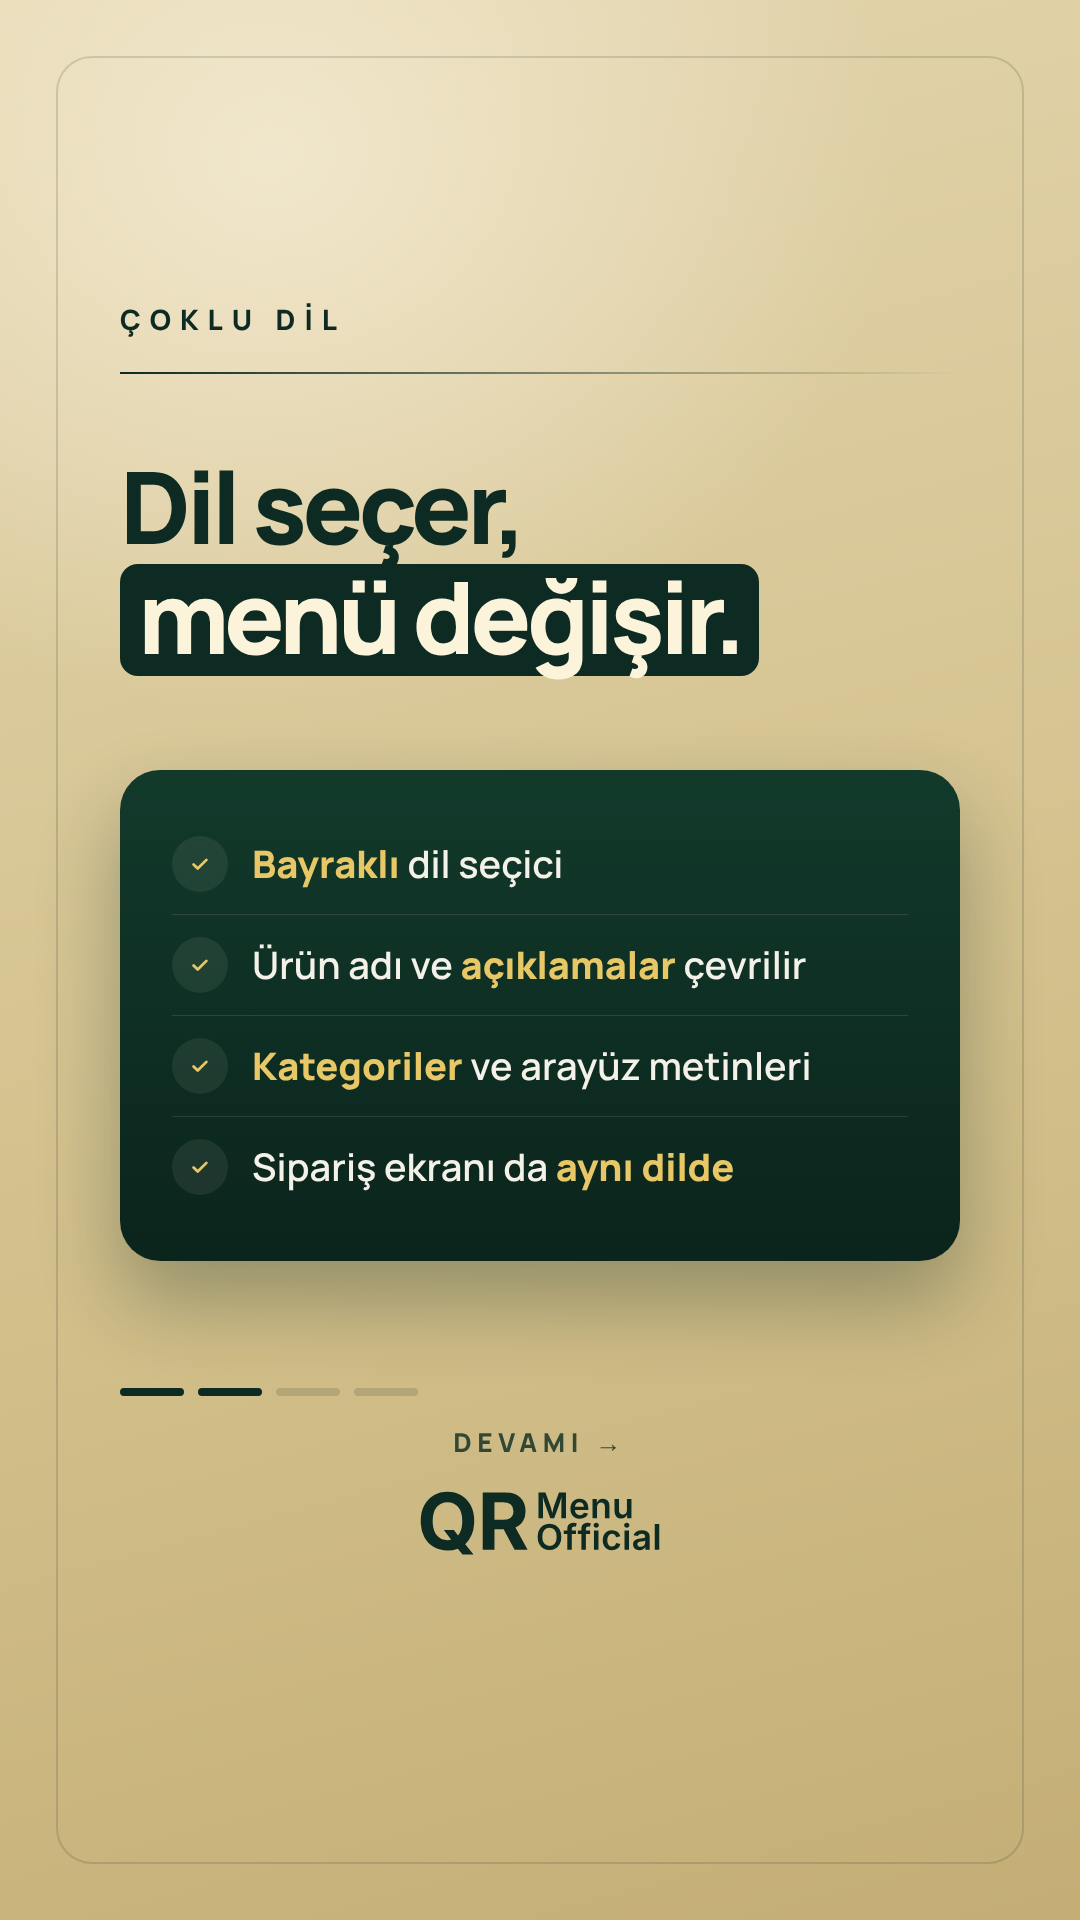 ÇOKLU DİL
Dil seçer,
menü değişir.
Bayraklı dil seçici
Ürün adı ve açıklamalar çevrilir
Kategoriler ve arayüz metinleri
Sipariş ekranı da aynı dilde
DEVAMI →
QR Menu
Official